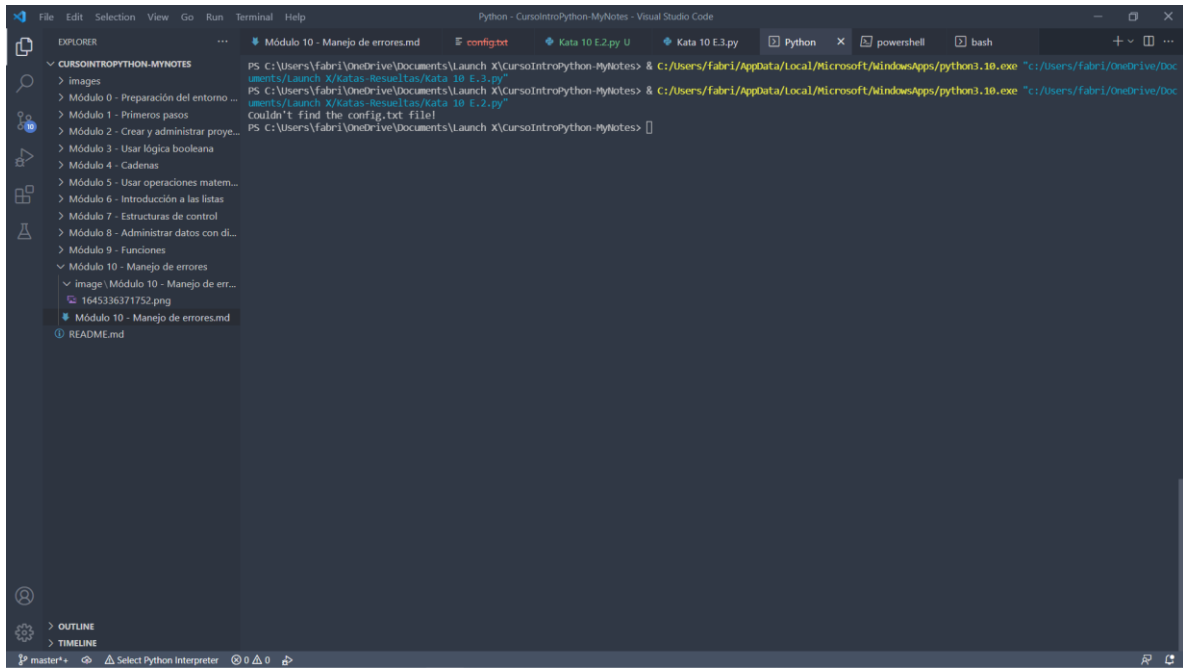 File Edit Selection View Go Run Terminal Help
Python - CursoIntroPython-MyNotes - Visual Studio Code
EXPLORER
Módulo 10 - Manejo de errores.md
config.txt
Kata 10 E.2.py U
Kata 10 E.3.py
Python
powershell
bash
CURSOINTROPYTHON-MYNOTES
images
Módulo 0 - Preparación del entorno ...
Módulo 1 - Primeros pasos
Módulo 2 - Crear y administrar proye...
Módulo 3 - Usar lógica booleana
Módulo 4 - Cadenas
Módulo 5 - Usar operaciones matem...
Módulo 6 - Introducción a las listas
Módulo 7 - Estructuras de control
Módulo 8 - Administrar datos con di...
Módulo 9 - Funciones
Módulo 10 - Manejo de errores
image\Módulo 10 - Manejo de err...
1645336371752.png
Módulo 10 - Manejo de errores.md
README.md
PS C:\Users\fabri\OneDrive\Documents\Launch X\CursoIntroPython-MyNotes> & C:/Users/fabri/AppData/Local/Microsoft/WindowsApps/python3.10.exe "c:/Users/fabri/OneDrive/Doc
uments/Launch X/Katas-Resueltas/Kata 10 E.3.py"
PS C:\Users\fabri\OneDrive\Documents\Launch X\CursoIntroPython-MyNotes> & C:/Users/fabri/AppData/Local/Microsoft/WindowsApps/python3.10.exe "c:/Users/fabri/OneDrive/Doc
uments/Launch X/Katas-Resueltas/Kata 10 E.2.py"
Couldn't find the config.txt file!
PS C:\Users\fabri\OneDrive\Documents\Launch X\CursoIntroPython-MyNotes>
10
OUTLINE
TIMELINE
master*+ Select Python Interpreter 0 0